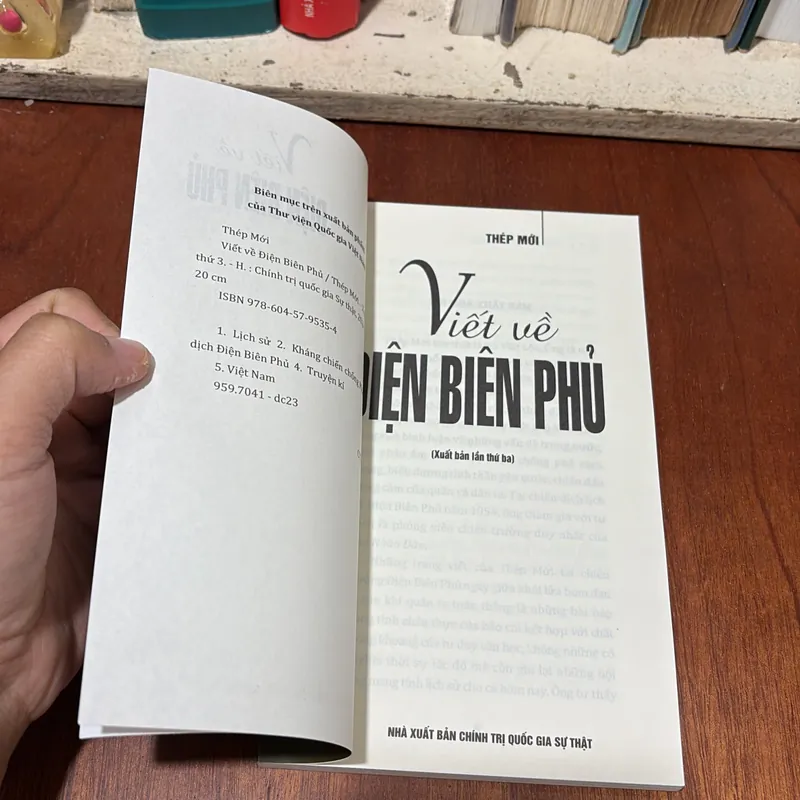 Biên mục trên xuất bản phẩm
của Thư viện Quốc gia Việt Nam
Thép Mới
Viết về Điện Biên Phủ / Thép Mới. -
thứ 3. - H. : Chính trị quốc gia Sự thật,
20 cm
ISBN 978-604-57-9535-4
1. Lịch sử 2. Kháng chiến chống
dịch Điện Biên Phủ 4. Truyện kí
5. Việt Nam
959.7041 - dc23
THÉP MỚI
Viết về
ĐIỆN BIÊN PHỦ
(Xuất bản lần thứ ba)
NHÀ XUẤT BẢN CHÍNH TRỊ QUỐC GIA SỰ THẬT